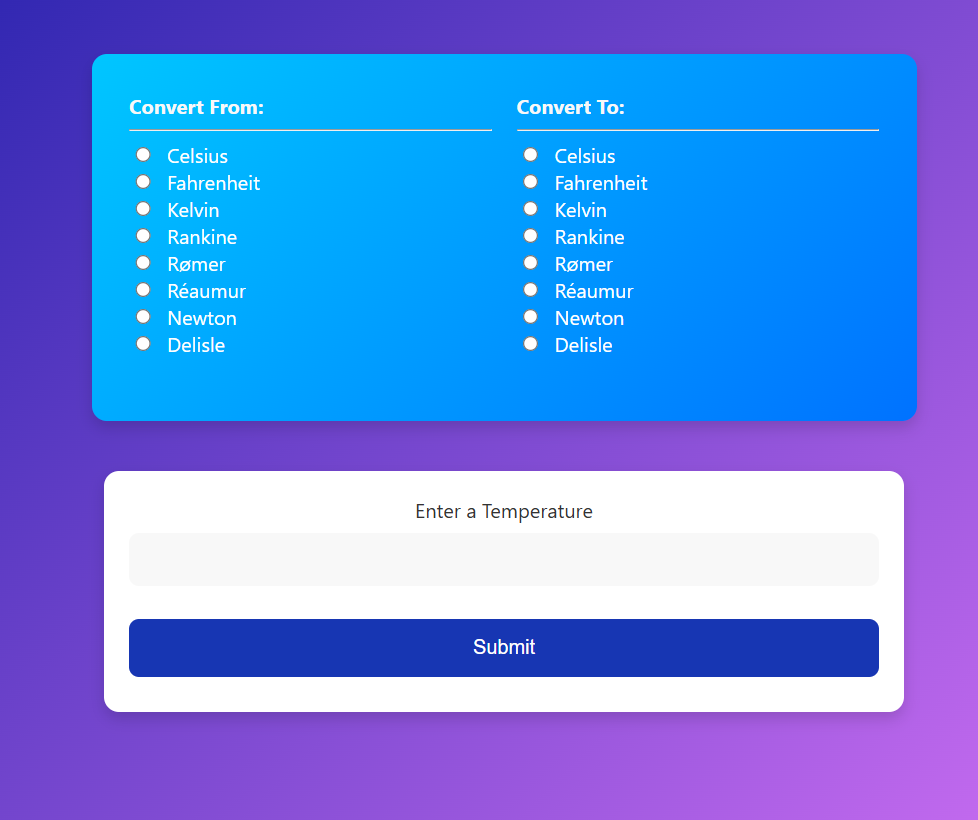 Convert From:
Celsius
Fahrenheit
Kelvin
Rankine
Rømer
Réaumur
Newton
Delisle
Convert To:
Celsius
Fahrenheit
Kelvin
Rankine
Rømer
Réaumur
Newton
Delisle
Enter a Temperature
Submit